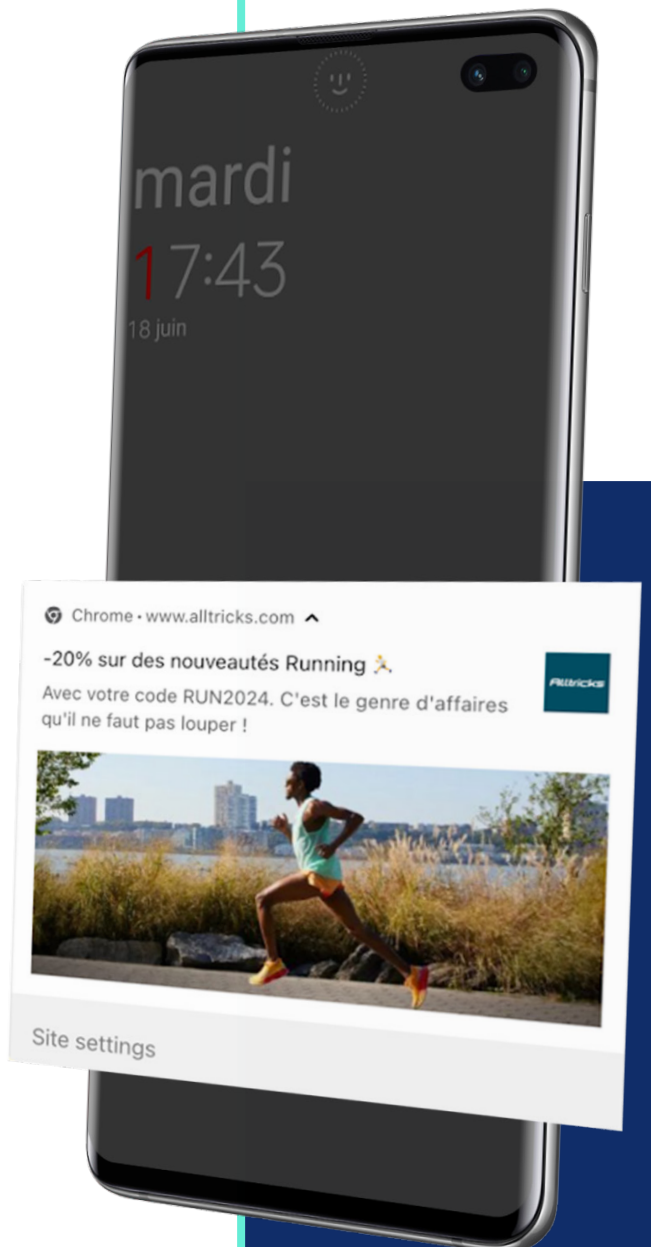 mardi
17:43
18 juin
Chrome • www.alltricks.com
-20% sur des nouveautés Running 🏃
Alltricks
Avec votre code RUN2024. C'est le genre d'affaires
qu'il ne faut pas louper !
Site settings